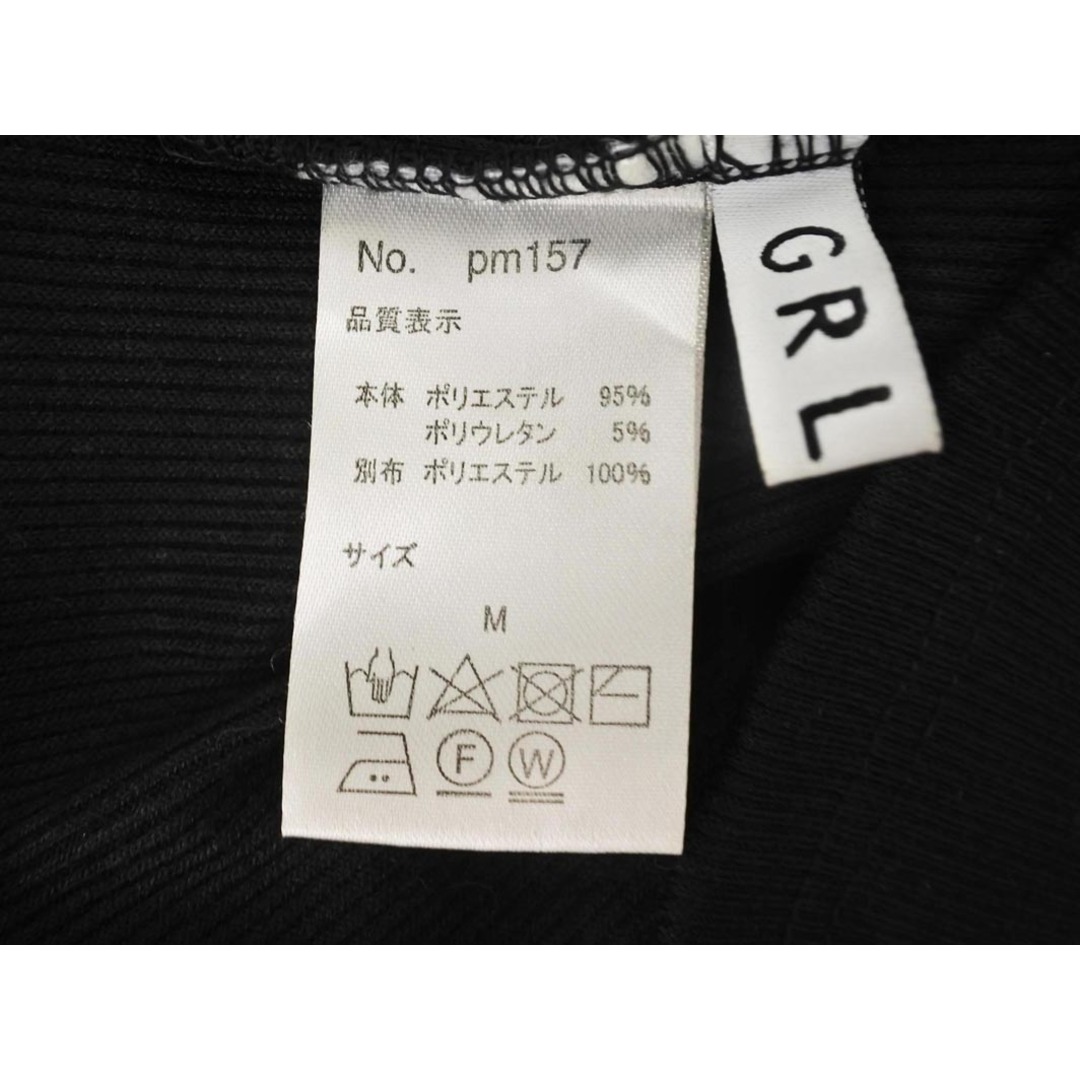 No. pm157
品質表示
本体 ポリエステル 95%
ポリウレタン 5%
別布 ポリエステル 100%
サイズ
M
F W
GRL